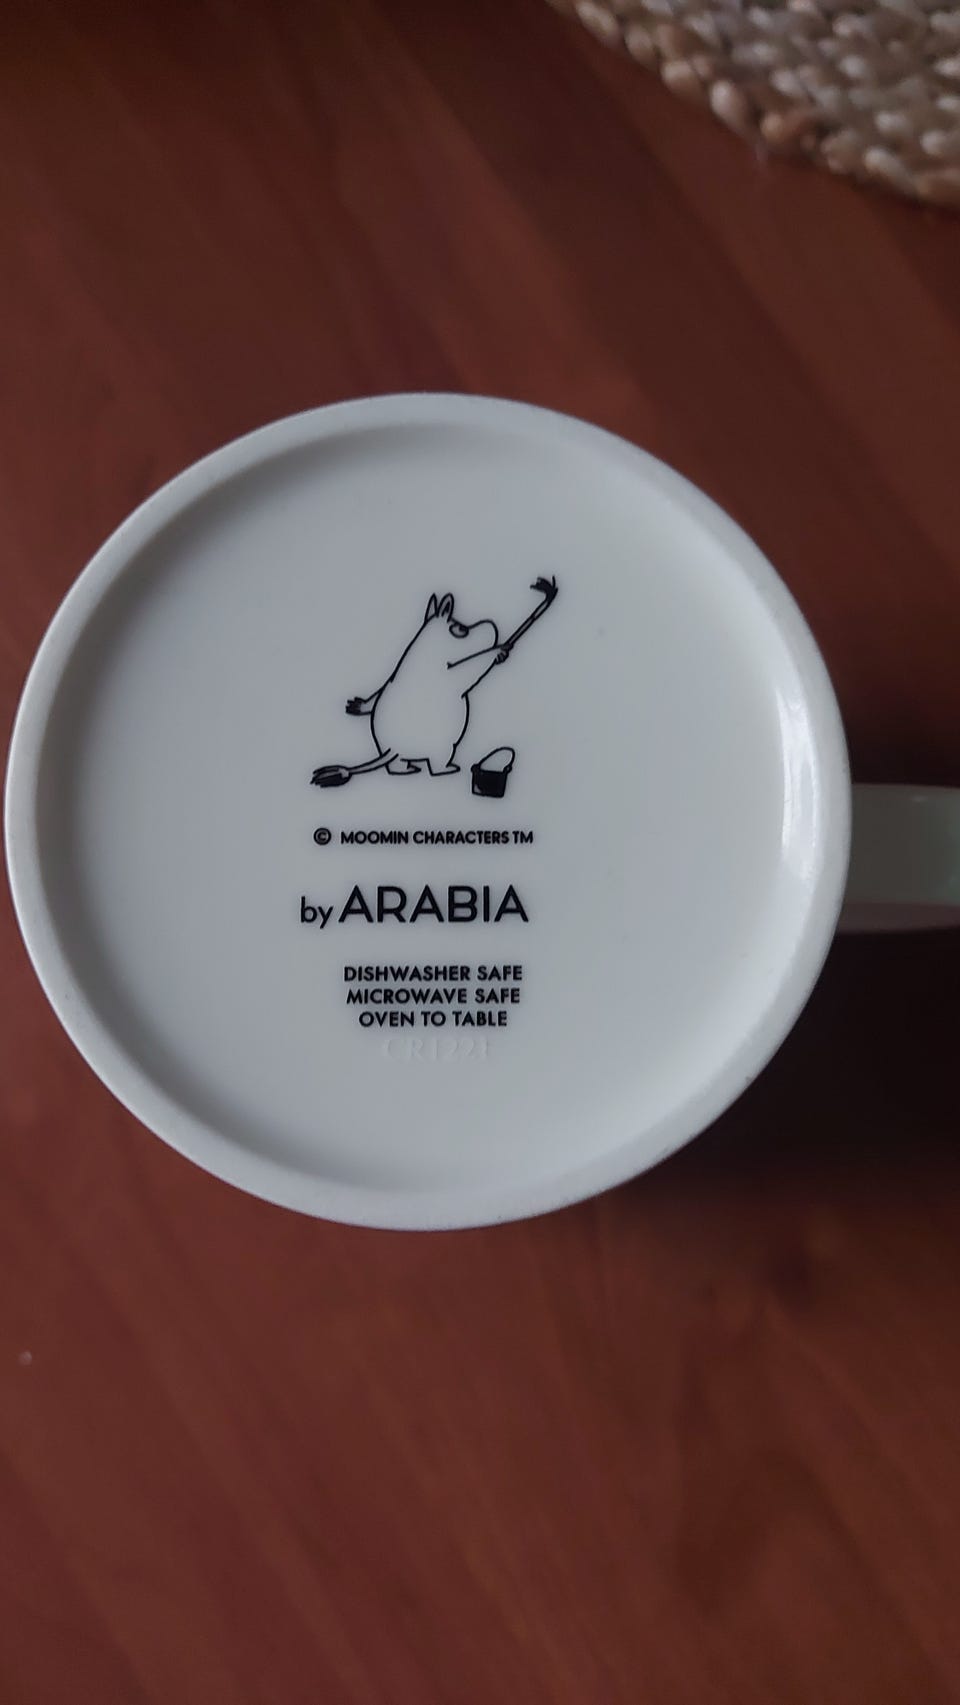 © MOOMIN CHARACTERS TM
by ARABIA
DISHWASHER SAFE
MICROWAVE SAFE
OVEN TO TABLE